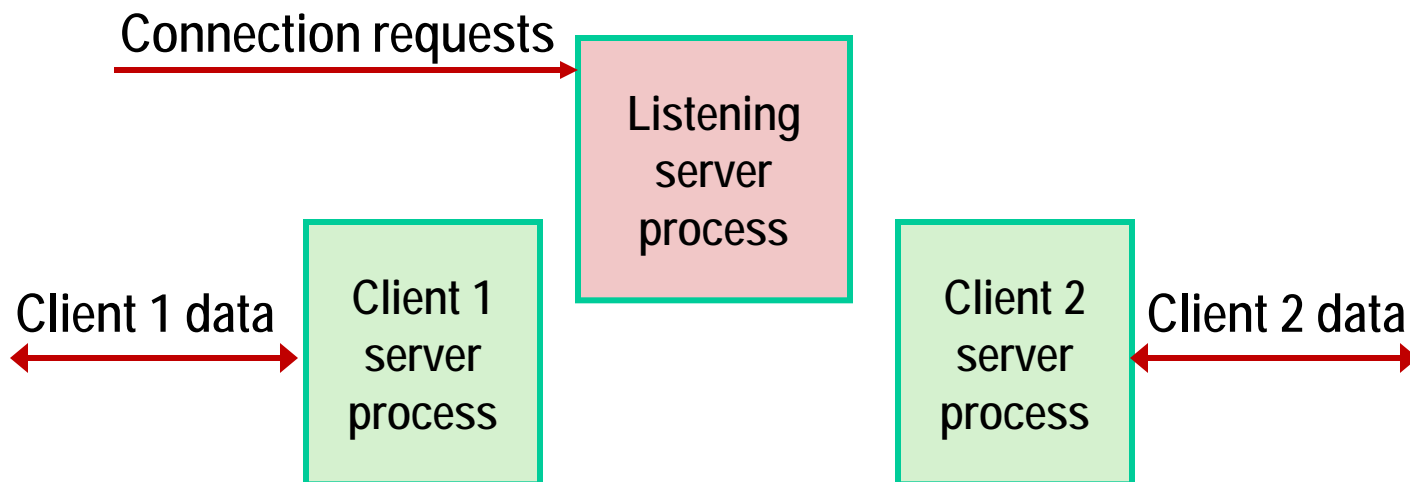 Connection requests
Listening
server
process
Client 1 data
Client 1
server
process
Client 2
server
process
Client 2 data